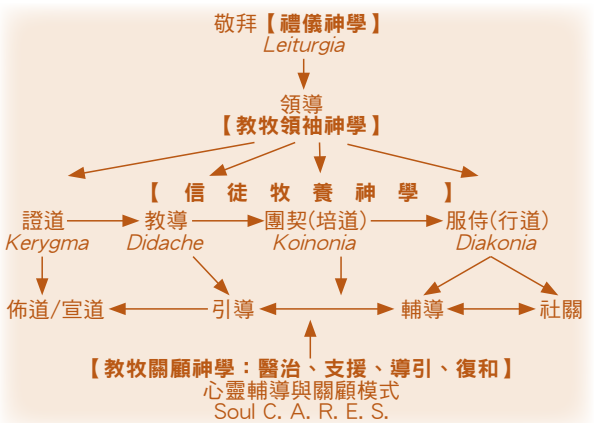 敬拜【禮儀神學】
Leiturgia
領導
【教牧領袖神學】
【信徒牧養神學】
證道 教導 團契(培道) 服侍(行道)
Kerygma Didache Koinonia Diakonia
佈道/宣道 引導 輔導 社關
【教牧關顧神學：醫治、支援、導引、復和】
心靈輔導與關顧模式
Soul C. A. R. E. S.